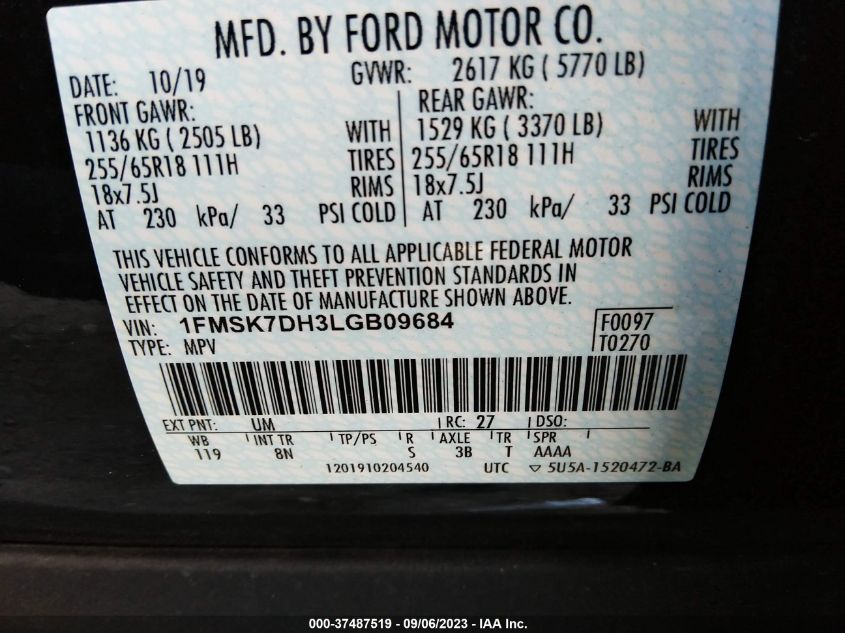 MFD. BY FORD MOTOR CO.
DATE: 10/19 GVWR: 2617 KG ( 5770 LB)
FRONT GAWR: REAR GAWR:
1136 KG ( 2505 LB) WITH 1529 KG ( 3370 LB) WITH
255/65R18 111H TIRES 255/65R18 111H TIRES
18x7.5J RIMS 18x7.5J RIMS
AT 230 kPa/ 33 PSI COLD AT 230 kPa/ 33 PSI COLD
THIS VEHICLE CONFORMS TO ALL APPLICABLE FEDERAL MOTOR
VEHICLE SAFETY AND THEFT PREVENTION STANDARDS IN
EFFECT ON THE DATE OF MANUFACTURE SHOWN ABOVE.
VIN: 1FMSK7DH3LGB09684 F0097
TYPE: MPV T0270
EXT PNT: UM RC: 27 DSO:
WB INT TR TP/PS R AXLE TR SPR
119 8N S 3B T AAAA
1201910204540 UTC ▽ 5U5A-1520472-BA
000-37487519 - 09/06/2023 - IAA Inc.